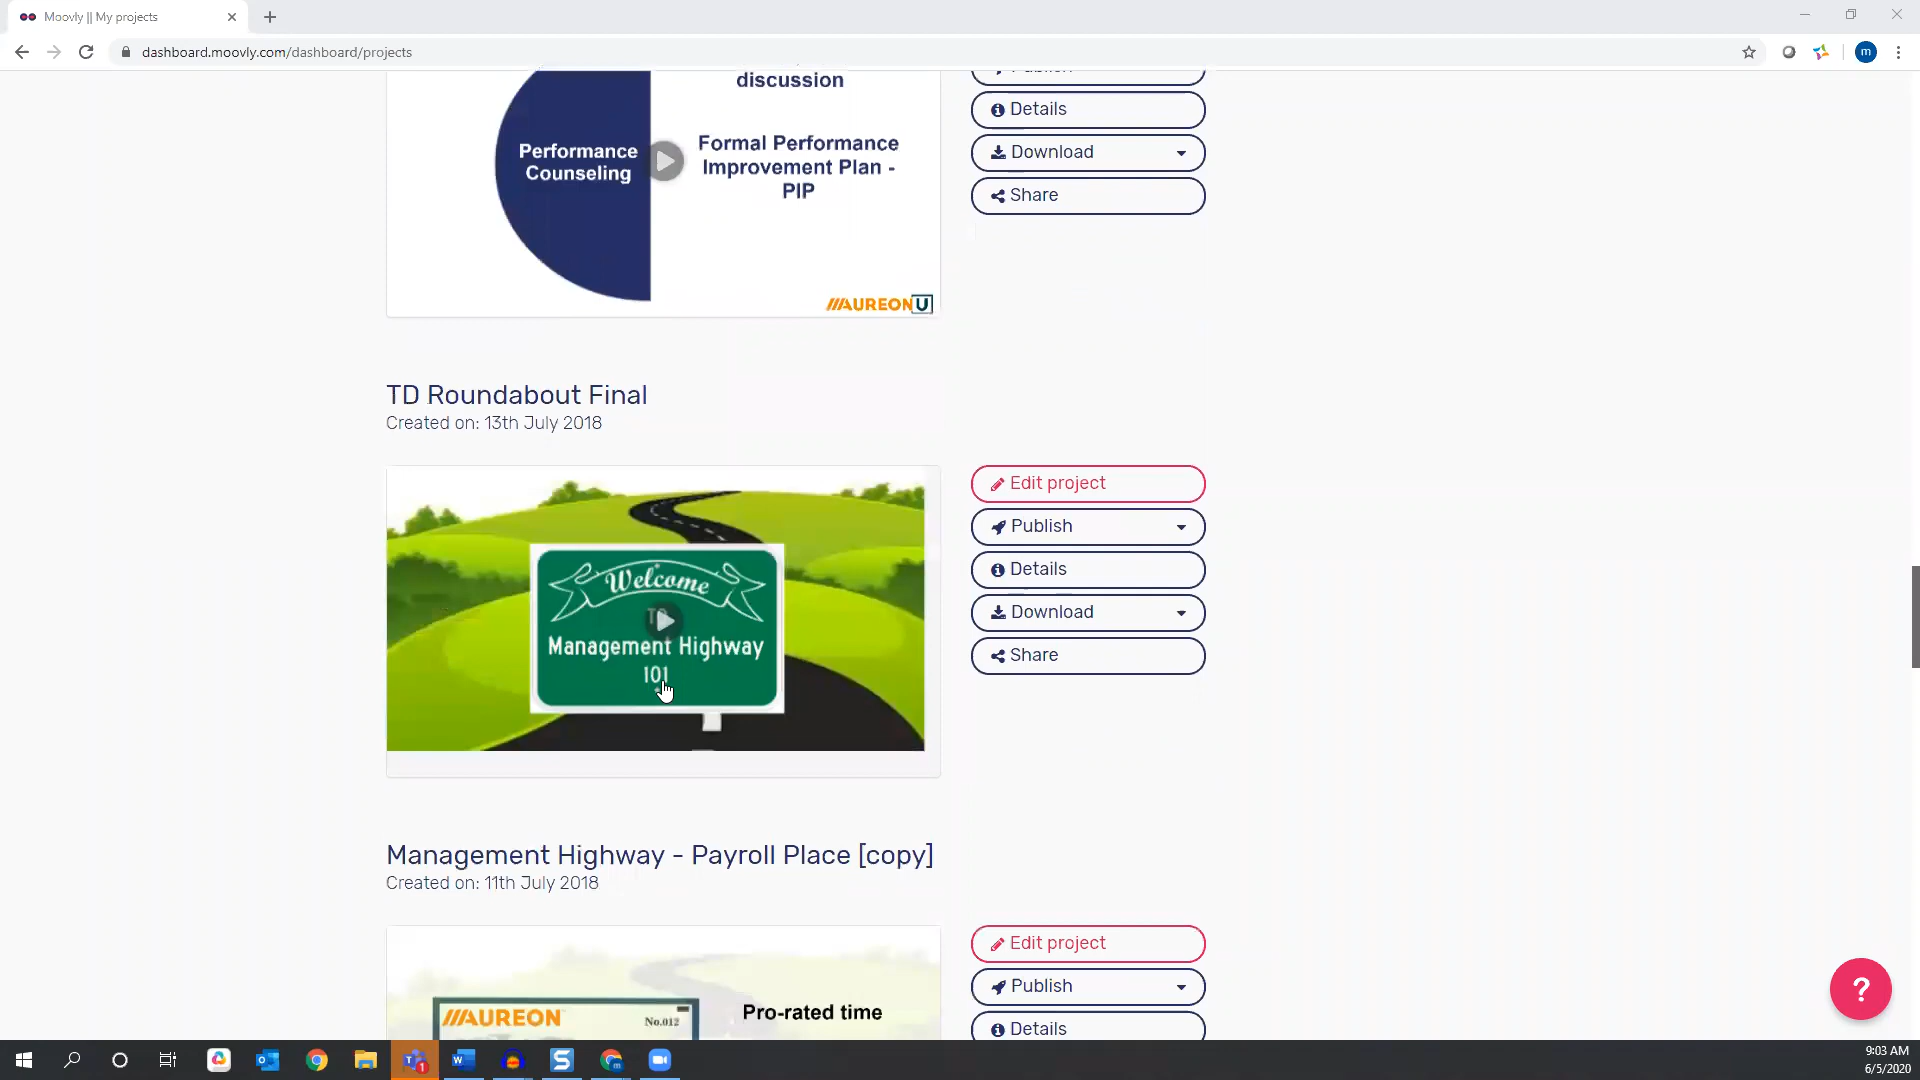 Moovly || My projects
dashboard.moovly.com/dashboard/projects
m
discussion
Performance
Counseling
Formal Performance
Improvement Plan -
PIP
//AUREON U
Publish
Details
Download
Share
TD Roundabout Final
Created on: 13th July 2018
Welcome
TO
Management Highway
101
Edit project
Publish
Details
Download
Share
Management Highway - Payroll Place [copy]
Created on: 11th July 2018
//AUREON
No.012
Pro-rated time
Edit project
Publish
Details
?
9:03 AM
6/5/2020